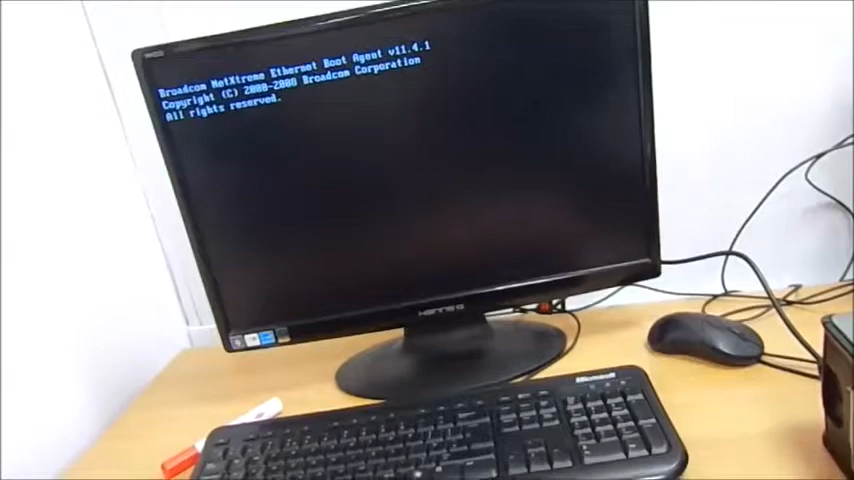 Broadcom NetXtreme Ethernet Boot Agent v11.4.1
Copyright (C) 2000-2008 Broadcom Corporation
All rights reserved.
HANNS·G
Microsoft